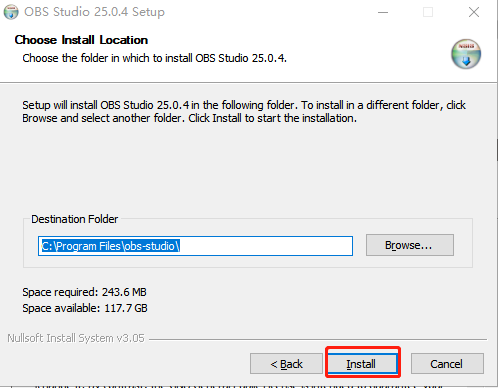 OBS Studio 25.0.4 Setup
Choose Install Location
Choose the folder in which to install OBS Studio 25.0.4.
Setup will install OBS Studio 25.0.4 in the following folder. To install in a different folder, click
Browse and select another folder. Click Install to start the installation.
Destination Folder
C:\Program Files\obs-studio\
Browse...
Space required: 243.6 MB
Space available: 117.7 GB
Nullsoft Install System v3.05
< Back
Install
Cancel